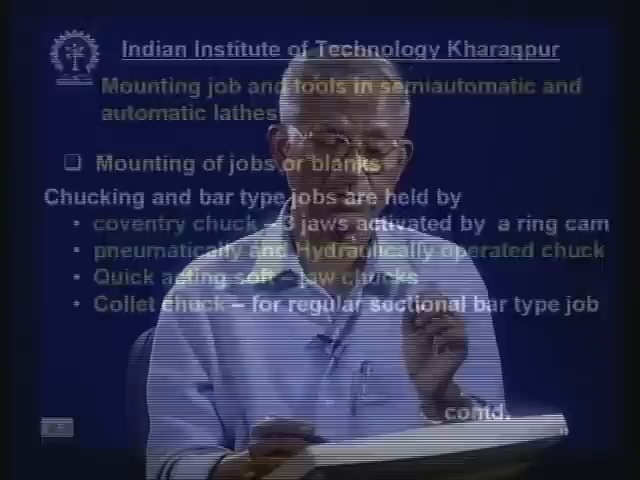 Indian Institute of Technology Kharagpur
Mounting job and tools in semiautomatic and
automatic lathes
❑ Mounting of jobs or blanks
Chucking and bar type jobs are held by
• coventry chuck – 3 jaws activated by a ring cam
• pneumatically and Hydraulically operated chuck
• Quick acting soft – jaw chucks
• Collet chuck – for regular sectional bar type job
contd.